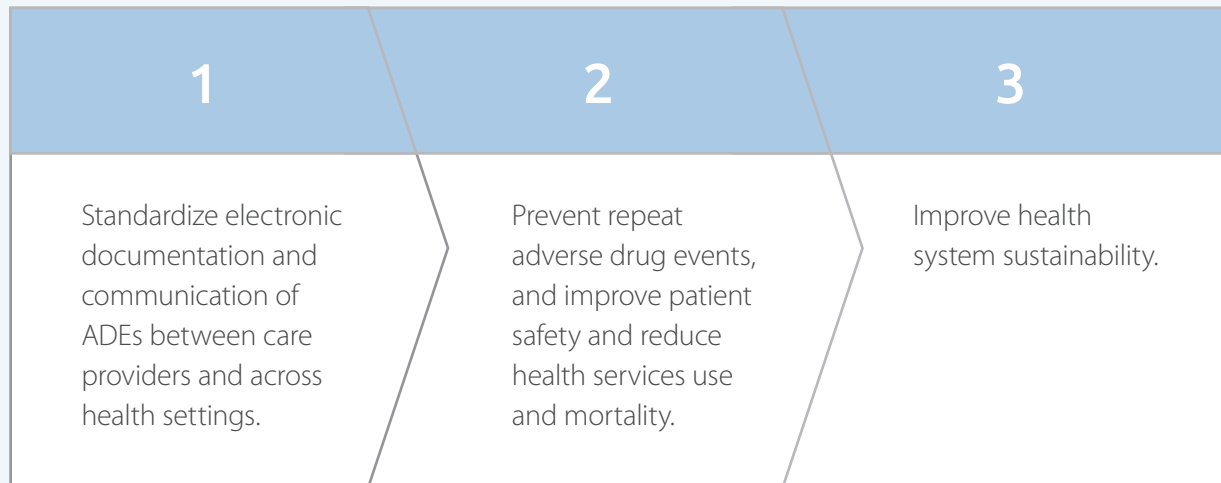 1
Standardize electronic
documentation and
communication of
ADEs between care
providers and across
health settings.
2
Prevent repeat
adverse drug events,
and improve patient
safety and reduce
health services use
and mortality.
3
Improve health
system sustainability.